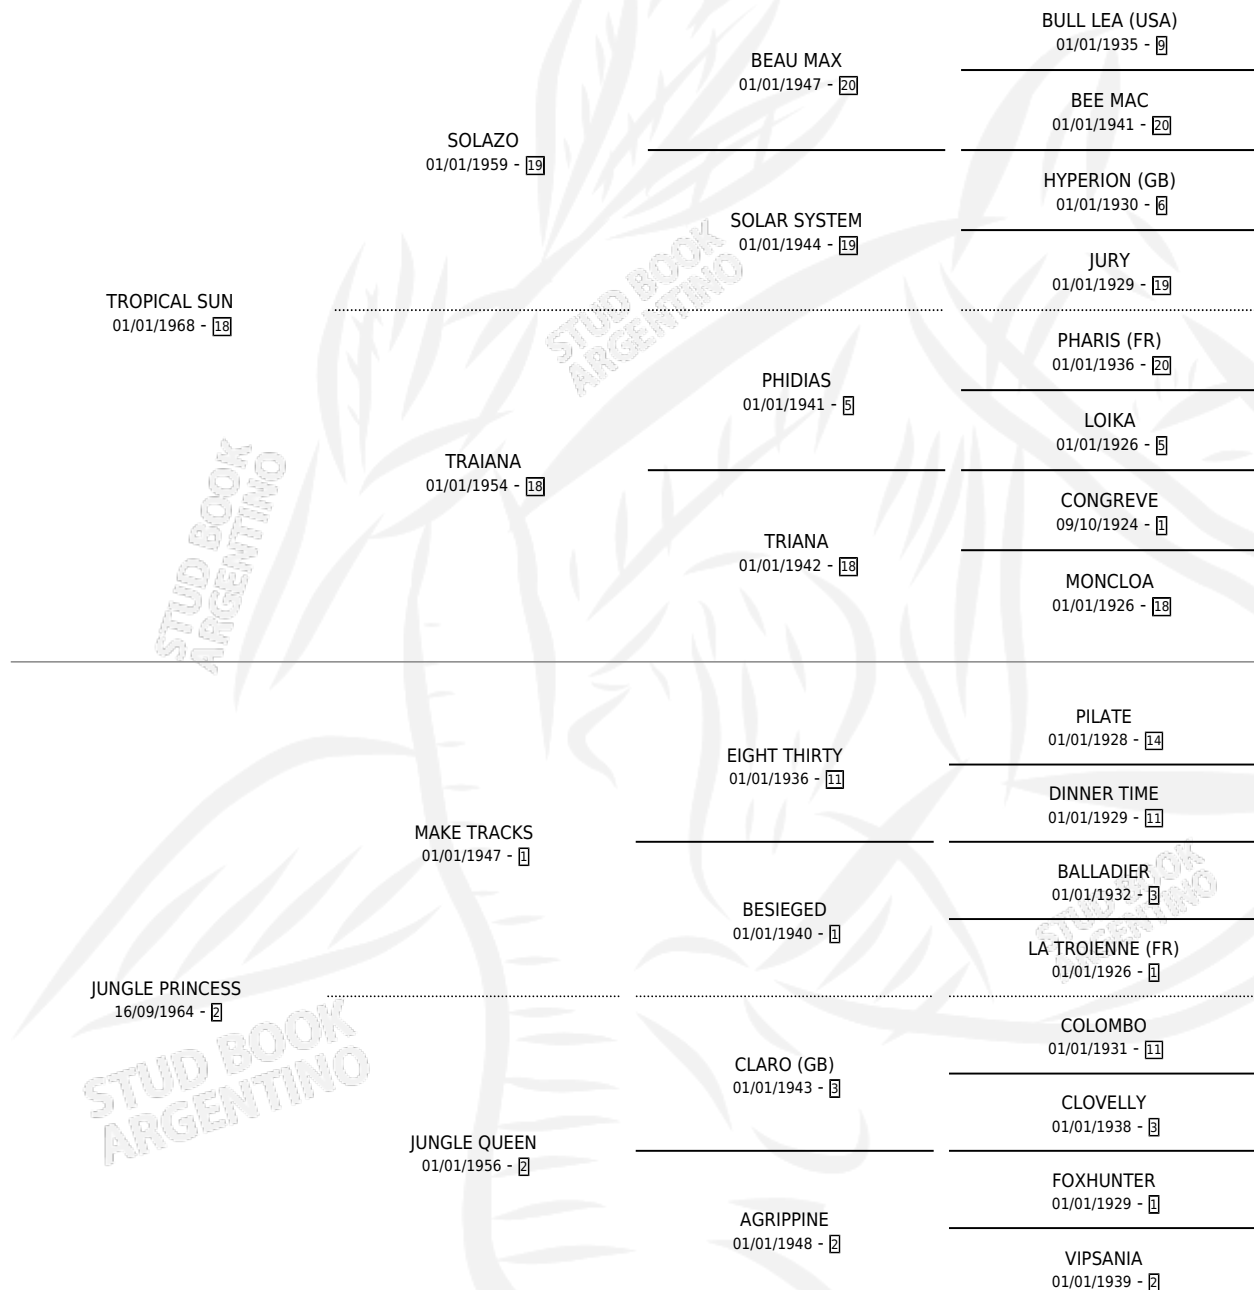 BULL LEA (USA)
01/01/1935 - 9
BEAU MAX
01/01/1947 - 20
BEE MAC
01/01/1941 - 20
SOLAZO
01/01/1959 - 19
HYPERION (GB)
01/01/1930 - 6
SOLAR SYSTEM
01/01/1944 - 19
JURY
01/01/1929 - 19
TROPICAL SUN
01/01/1968 - 18
STUD BOOK
ARGENTINO
PHARIS (FR)
01/01/1936 - 20
PHIDIAS
01/01/1941 - 5
LOIKA
01/01/1926 - 5
TRAIANA
01/01/1954 - 18
CONGREVE
09/10/1924 - 1
TRIANA
01/01/1942 - 18
MONCLOA
01/01/1926 - 18
STUD BOOK
ARGENTINO
PILATE
01/01/1928 - 14
EIGHT THIRTY
01/01/1936 - 11
DINNER TIME
01/01/1929 - 11
MAKE TRACKS
01/01/1947 - 1
BALLADIER
01/01/1932 - 3
BESIEGED
01/01/1940 - 1
LA TROIENNE (FR)
01/01/1926 - 1
STUD BOOK
ARGENTINO
JUNGLE PRINCESS
16/09/1964 - 2
COLOMBO
01/01/1931 - 11
CLARO (GB)
01/01/1943 - 3
CLOVELLY
01/01/1938 - 3
STUD BOOK
ARGENTINO
JUNGLE QUEEN
01/01/1956 - 2
FOXHUNTER
01/01/1929 - 1
AGRIPPINE
01/01/1948 - 2
VIPSANIA
01/01/1939 - 2